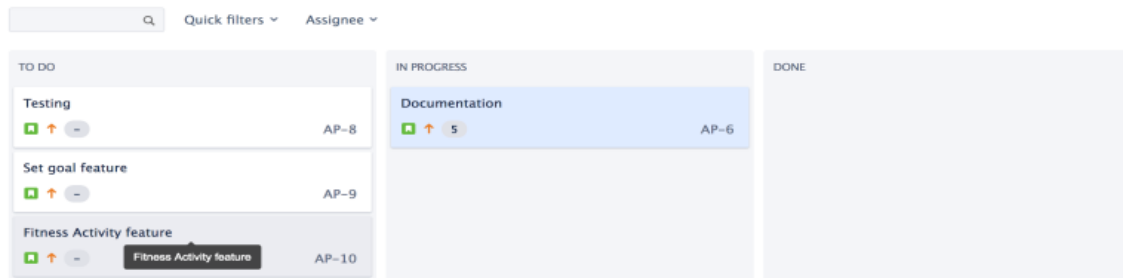 Quick filters Assignee
TO DO
Testing
- AP-8
Set goal feature
- AP-9
Fitness Activity feature
- Fitness Activity feature AP-10
IN PROGRESS
Documentation
5 AP-6
DONE